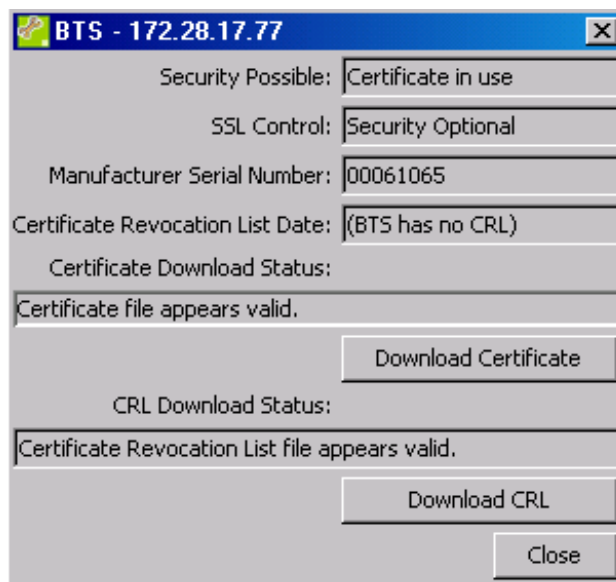 BTS - 172.28.17.77
Security Possible: Certificate in use
SSL Control: Security Optional
Manufacturer Serial Number: 00061065
Certificate Revocation List Date: (BTS has no CRL)
Certificate Download Status:
Certificate file appears valid.
Download Certificate
CRL Download Status:
Certificate Revocation List file appears valid.
Download CRL
Close